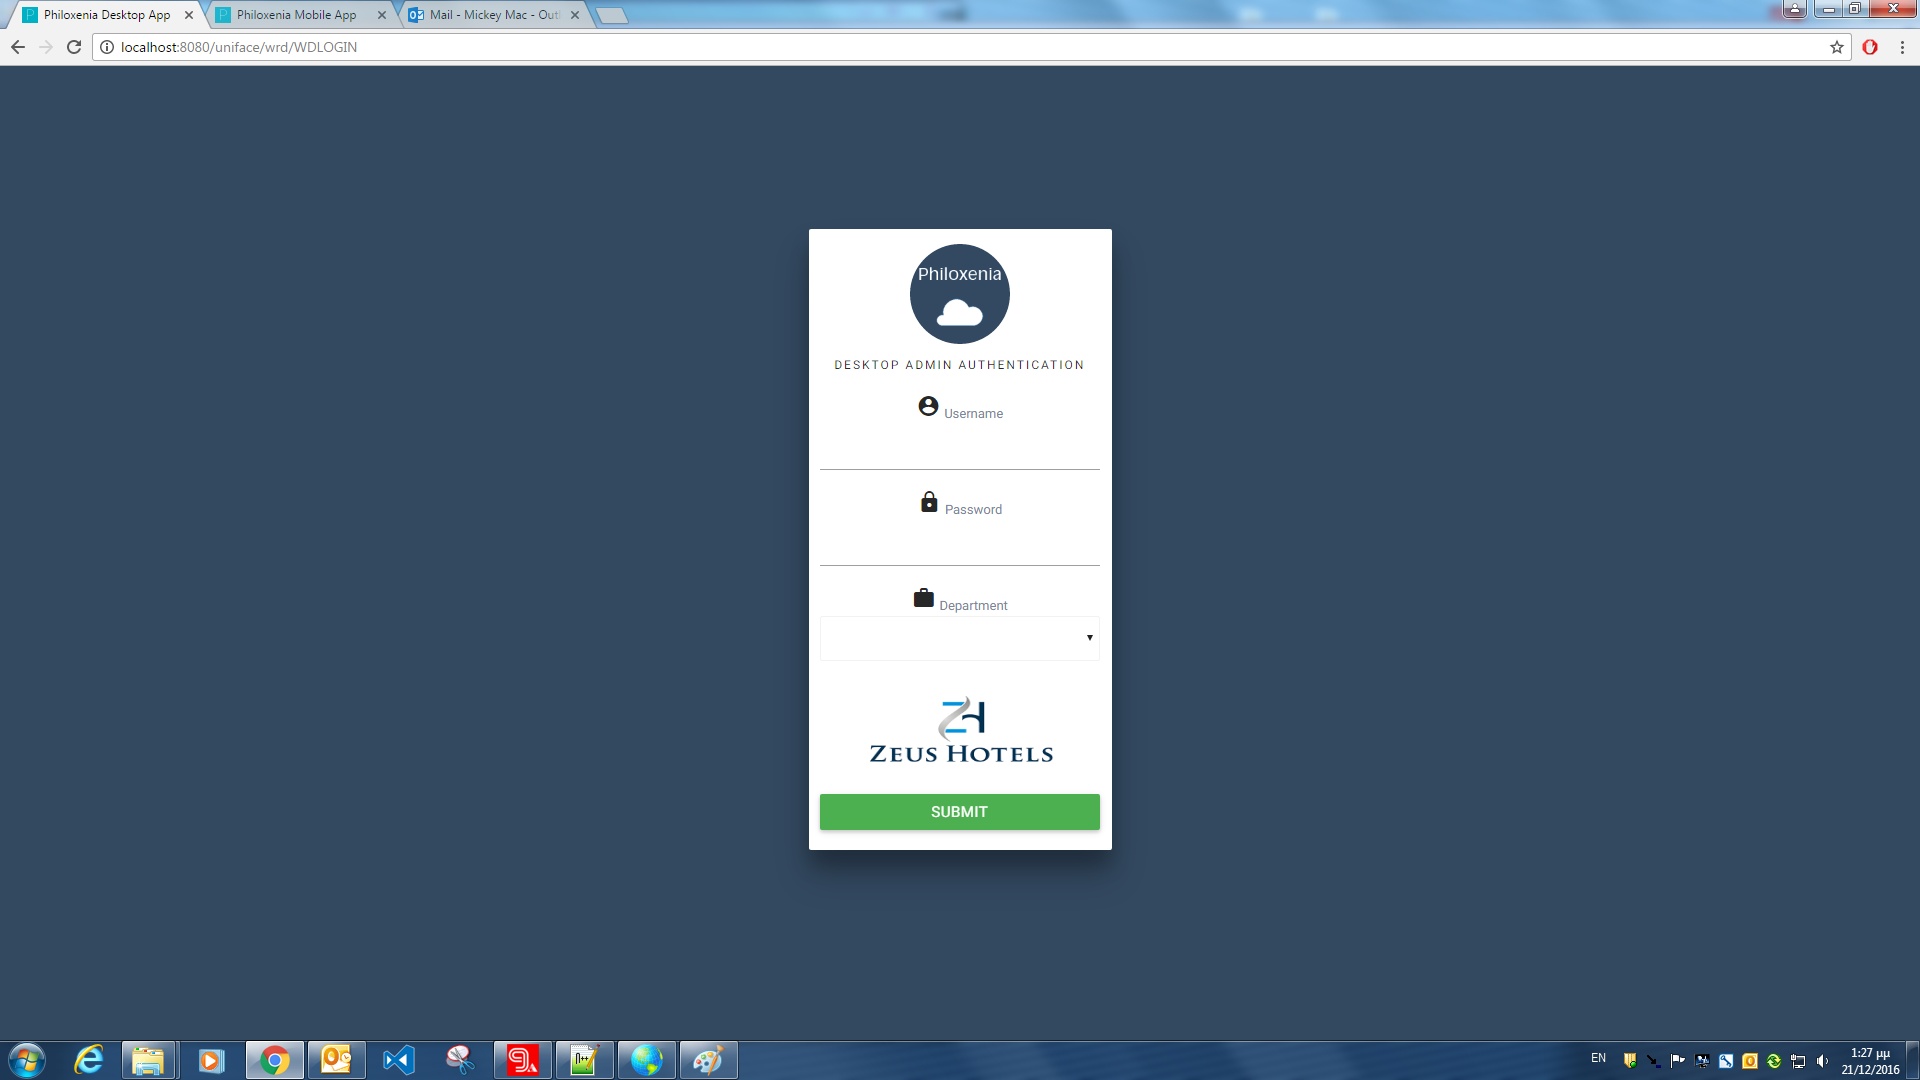 Philoxenia Desktop App
Philoxenia Mobile App
Mail - Mickey Mac - Out
localhost:8080/uniface/wrd/WDLOGIN
Philoxenia
DESKTOP ADMIN AUTHENTICATION
Username
Password
Department
ZH
ZEUS HOTELS
SUBMIT
EN
1:27 μμ
21/12/2016